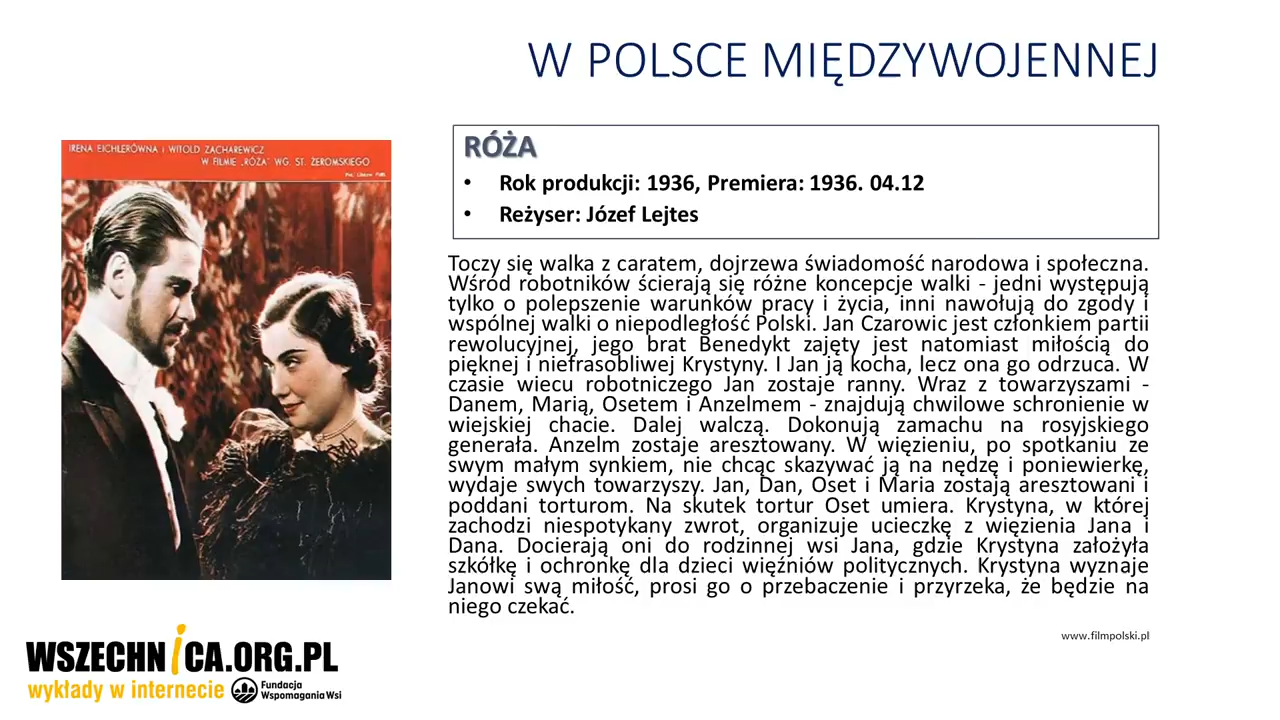 W POLSCE MIĘDZYWOJENNEJ
IRENA EICHLERÓWNA I WITOLD ZACHAREWICZ
W FILMIE „RÓŻA" WG. ST. ŻEROMSKIEGO
RÓŻA
• Rok produkcji: 1936, Premiera: 1936. 04.12
• Reżyser: Józef Lejtes
Toczy się walka z caratem, dojrzewa świadomość narodowa i społeczna.
Wśród robotników ścierają się różne koncepcje walki - jedni występują
tylko o polepszenie warunków pracy i życia, inni nawołują do zgody i
wspólnej walki o niepodległość Polski. Jan Czarowic jest członkiem partii
rewolucyjnej, jego brat Benedykt zajęty jest natomiast miłością do
pięknej i niefrasobliwej Krystyny. I Jan ją kocha, lecz ona go odrzuca. W
czasie wiecu robotniczego Jan zostaje ranny. Wraz z towarzyszami -
Danem, Marią, Osetem i Anzelmem - znajdują chwilowe schronienie w
wiejskiej chacie. Dalej walczą. Dokonują zamachu na rosyjskiego
generała. Anzelm zostaje aresztowany. W więzieniu, po spotkaniu ze
swym małym synkiem, nie chcąc skazywać ją na nędzę i poniewierkę,
wydaje swych towarzyszy. Jan, Dan, Oset i Maria zostają aresztowani i
poddani torturom. Na skutek tortur Oset umiera. Krystyna, w której
zachodzi niespotykany zwrot, organizuje ucieczkę z więzienia Jana i
Dana. Docierają oni do rodzinnej wsi Jana, gdzie Krystyna założyła
szkółkę i ochronkę dla dzieci więźniów politycznych. Krystyna wyznaje
Janowi swą miłość, prosi go o przebaczenie i przyrzeka, że będzie na
niego czekać.
www.filmpolski.pl
WSZECHNiCA.ORG.PL
wykłady w internecie
Fundacja
Wspomagania Wsi